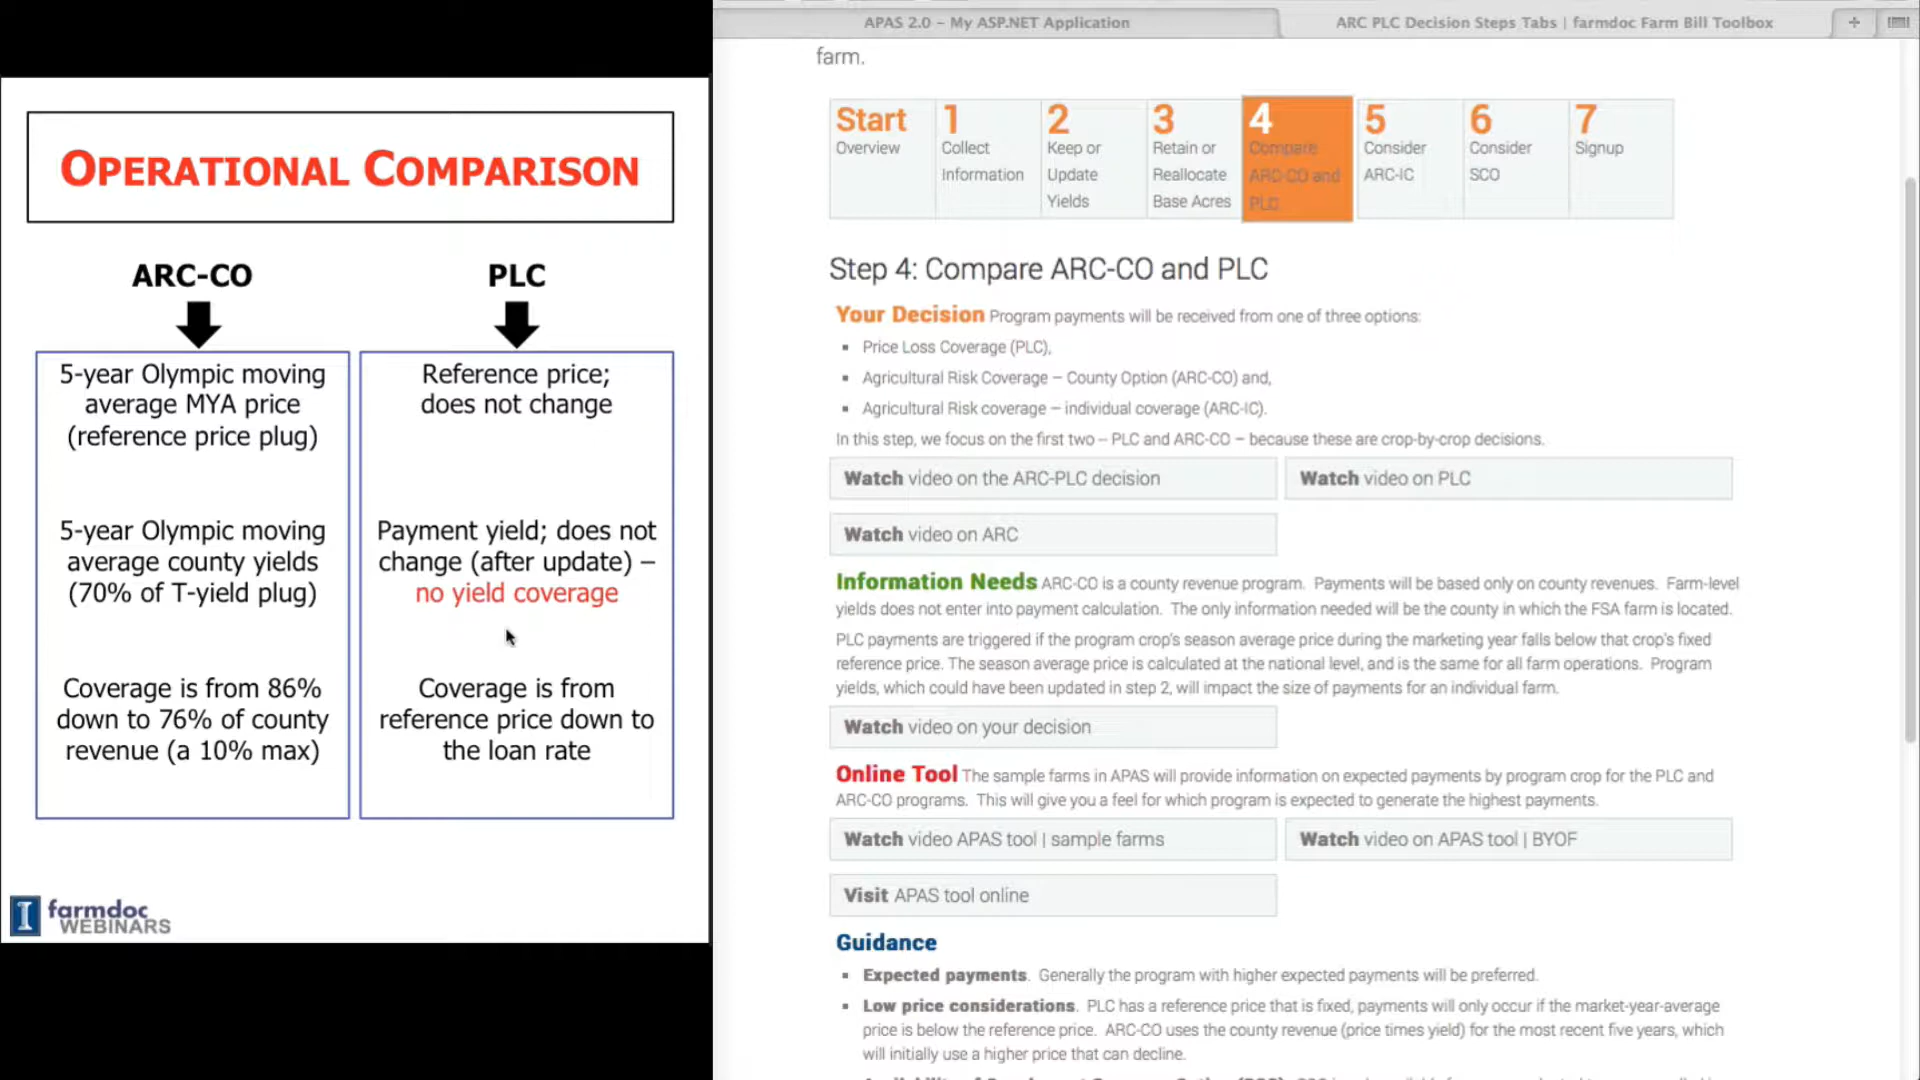 OPERATIONAL COMPARISON
ARC-CO
PLC
5-year Olympic moving
average MYA price
(reference price plug)
5-year Olympic moving
average county yields
(70% of T-yield plug)
Coverage is from 86%
down to 76% of county
revenue (a 10% max)
Reference price;
does not change
Payment yield; does not
change (after update) –
no yield coverage
Coverage is from
reference price down to
the loan rate
I
farmdoc
WEBINARS
APAS 2.0 – My ASP.NET Application
ARC PLC Decision Steps Tabs | farmdoc Farm Bill Toolbox
+
farm.
Start
Overview
1
Collect
Information
2
Keep or
Update
Yields
3
Retain or
Reallocate
Base Acres
4
Compare
ARC-CO and
PLC
5
Consider
ARC-IC
6
Consider
SCO
7
Signup
Step 4: Compare ARC-CO and PLC
Your Decision Program payments will be received from one of three options:
▪ Price Loss Coverage (PLC),
▪ Agricultural Risk Coverage – County Option (ARC-CO) and,
▪ Agricultural Risk coverage – individual coverage (ARC-IC).
In this step, we focus on the first two – PLC and ARC-CO – because these are crop-by-crop decisions.
Watch video on the ARC-PLC decision
Watch video on PLC
Watch video on ARC
Information Needs ARC-CO is a county revenue program. Payments will be based only on county revenues. Farm-level
yields does not enter into payment calculation. The only information needed will be the county in which the FSA farm is located.
PLC payments are triggered if the program crop's season average price during the marketing year falls below that crop's fixed
reference price. The season average price is calculated at the national level, and is the same for all farm operations. Program
yields, which could have been updated in step 2, will impact the size of payments for an individual farm.
Watch video on your decision
Online Tool The sample farms in APAS will provide information on expected payments by program crop for the PLC and
ARC-CO programs. This will give you a feel for which program is expected to generate the highest payments.
Watch video APAS tool | sample farms
Watch video on APAS tool | BYOF
Visit APAS tool online
Guidance
▪ Expected payments. Generally the program with higher expected payments will be preferred.
▪ Low price considerations. PLC has a reference price that is fixed, payments will only occur if the market-year-average
price is below the reference price. ARC-CO uses the county revenue (price times yield) for the most recent five years, which
will initially use a higher price that can decline.